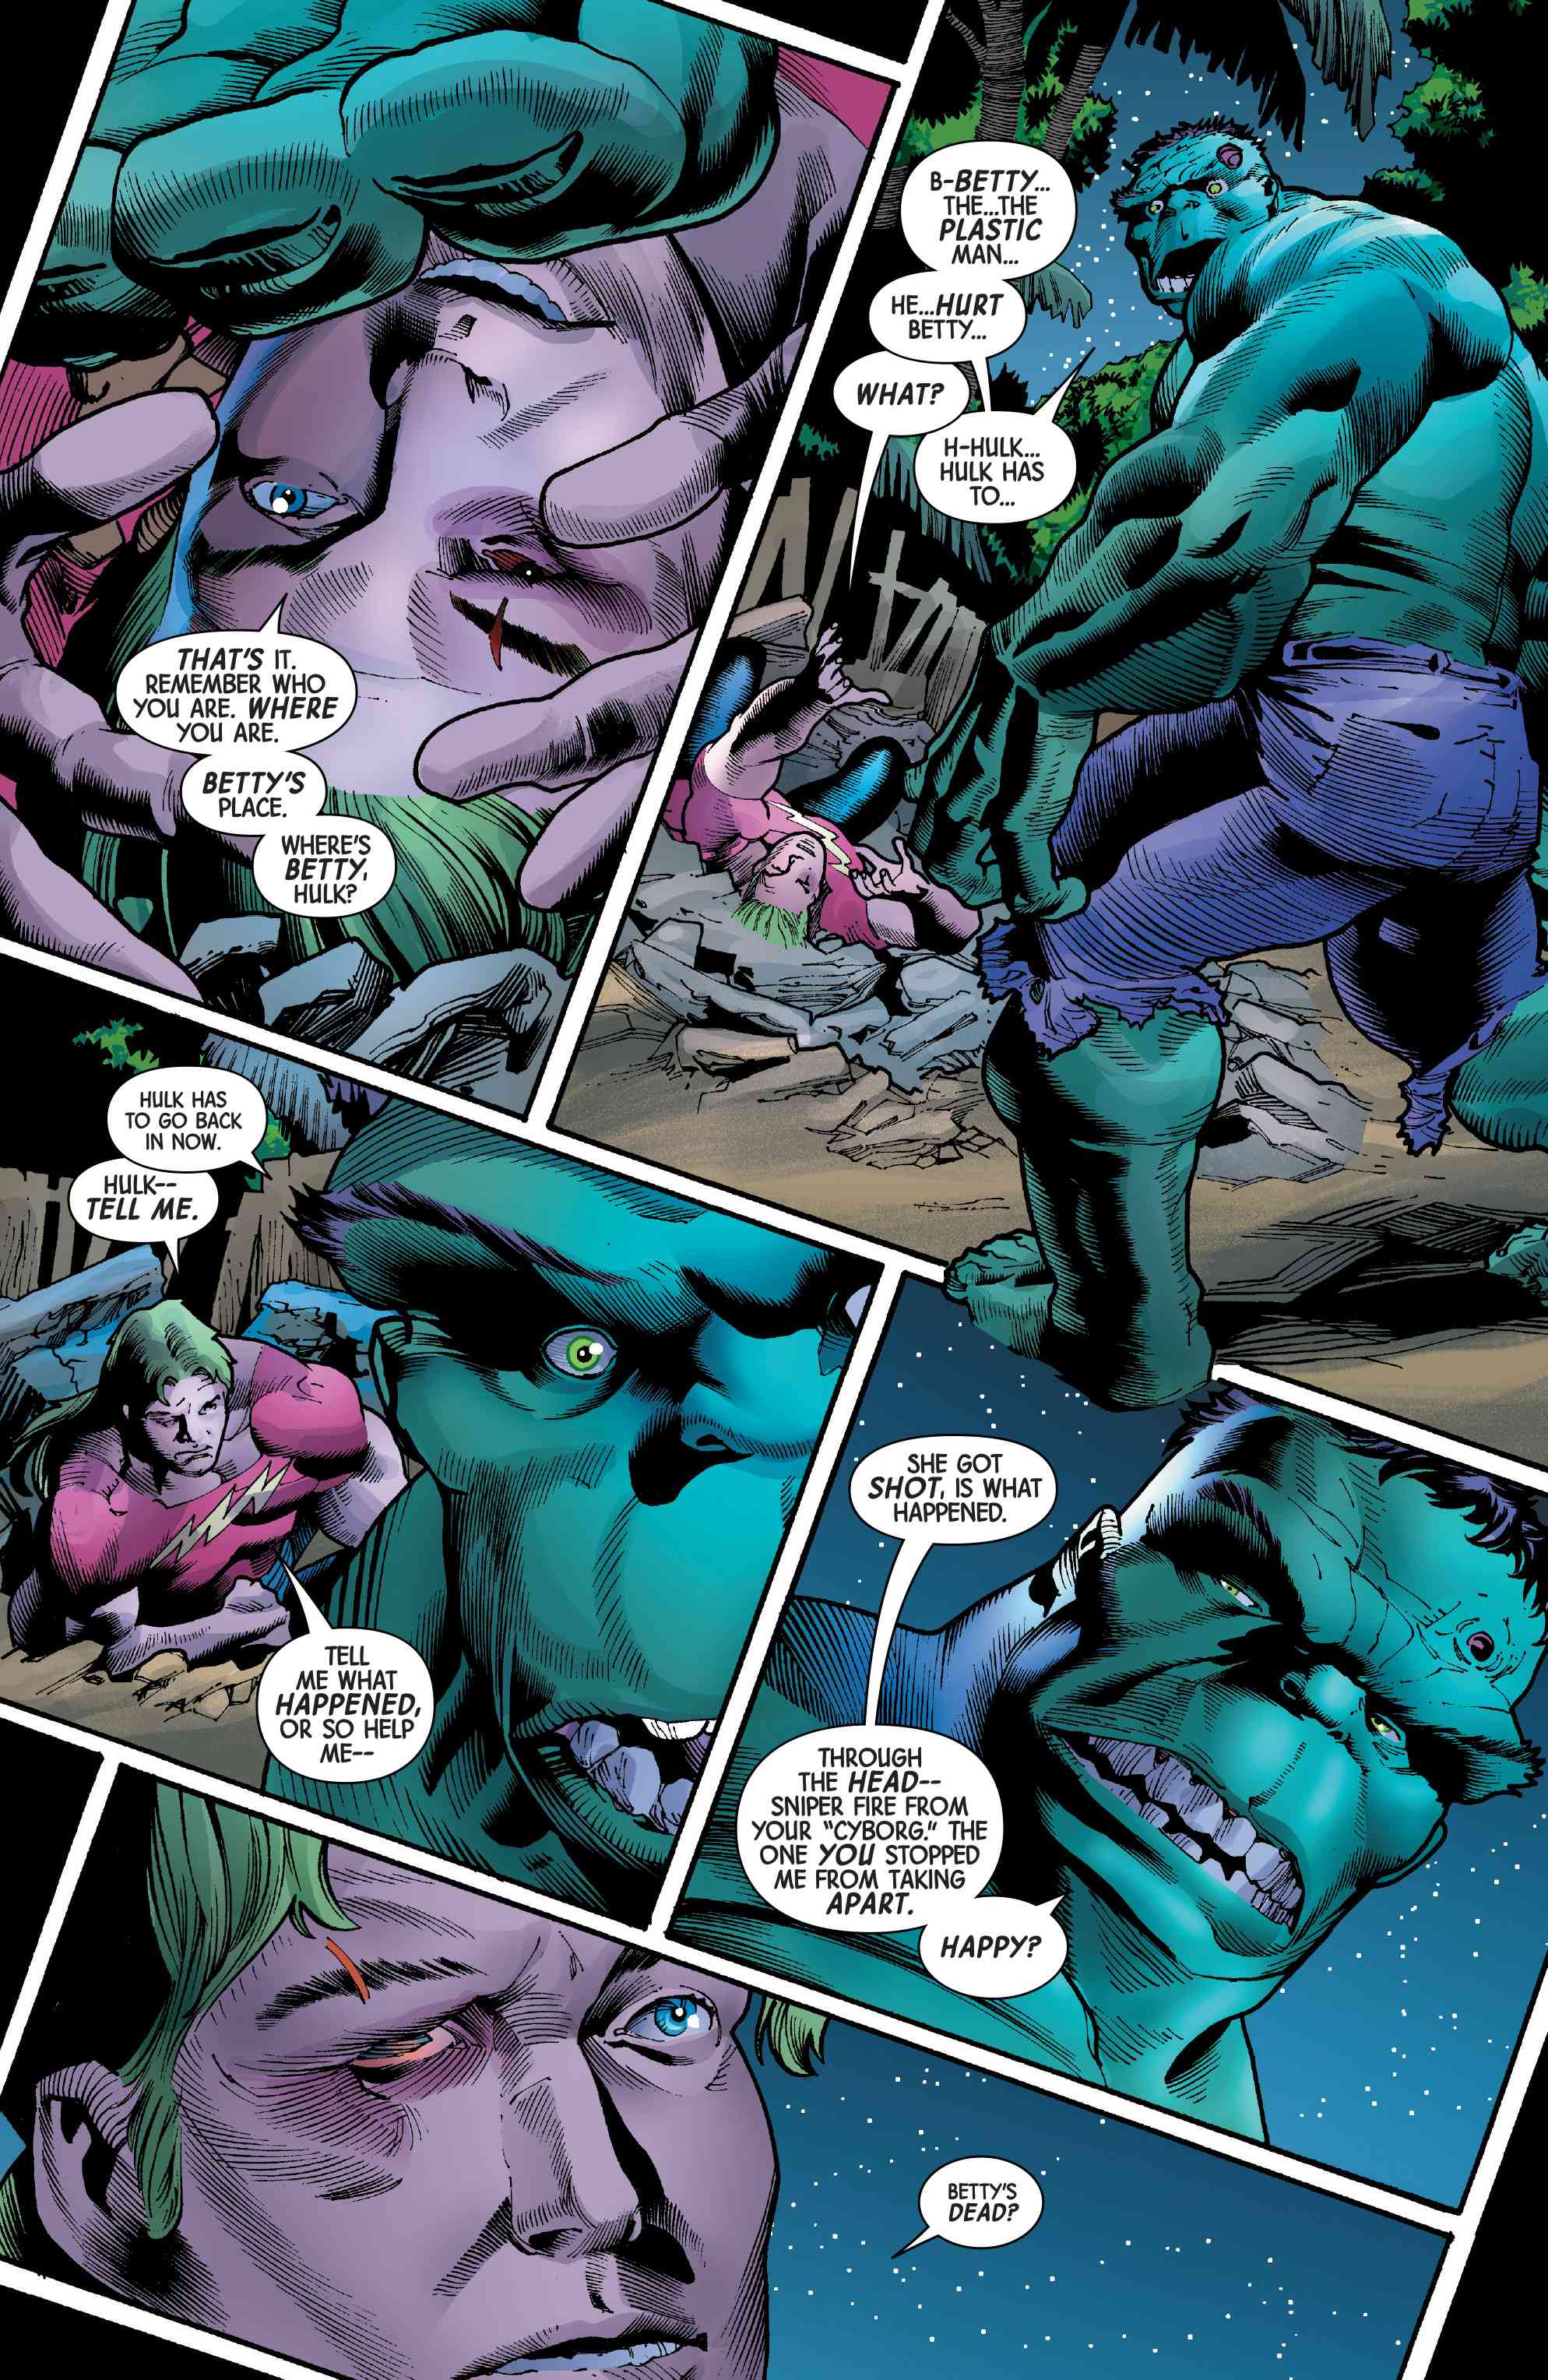 THAT'S IT.
REMEMBER WHO
YOU ARE. WHERE
YOU ARE.
BETTY'S
PLACE.
WHERE'S
BETTY,
HULK?
B-BETTY...
THE...THE
PLASTIC
MAN...
HE...HURT
BETTY...
WHAT?
H-HULK...
HULK HAS
TO...
HULK HAS
TO GO BACK
IN NOW.
HULK--
TELL ME.
TELL
ME WHAT
HAPPENED,
OR SO HELP
ME--
SHE GOT
SHOT, IS WHAT
HAPPENED.
THROUGH
THE HEAD--
SNIPER FIRE FROM
YOUR "CYBORG." THE
ONE YOU STOPPED
ME FROM TAKING
APART.
HAPPY?
BETTY'S
DEAD?